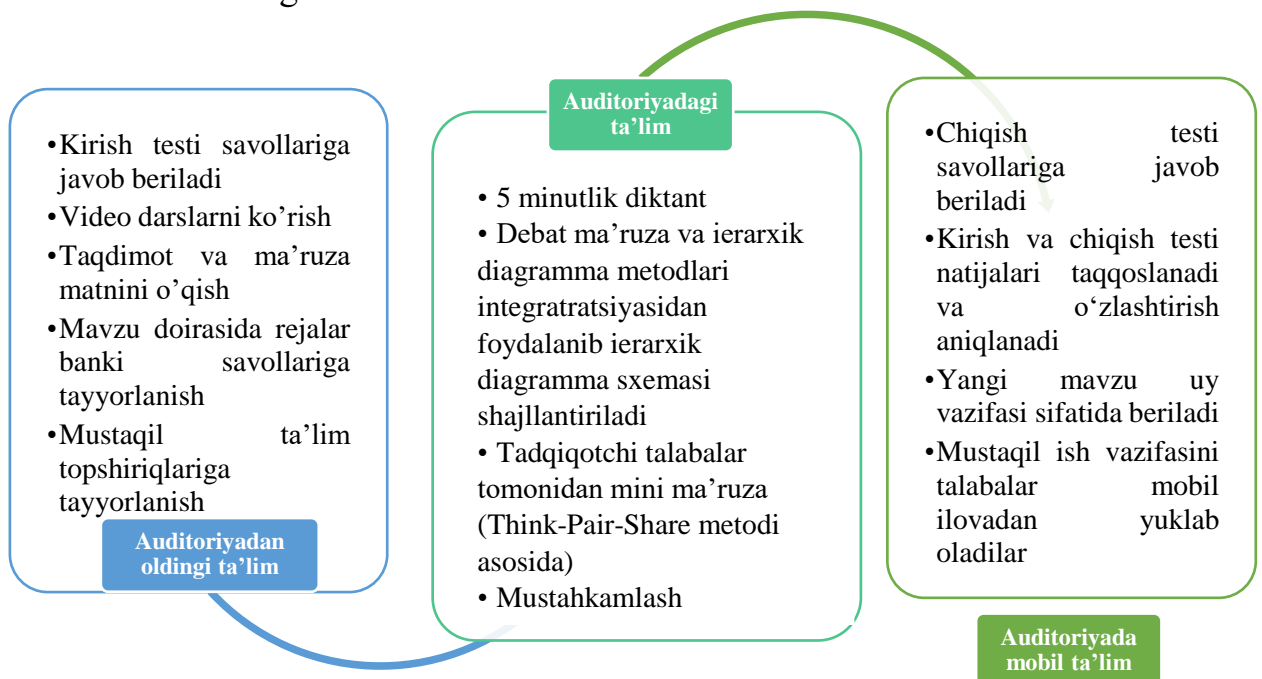 •Kirish testi savollariga
javob beriladi
•Video darslarni ko’rish
•Taqdimot va ma’ruza
matnini o’qish
•Mavzu doirasida rejalar
banki savollariga
tayyorlanish
•Mustaqil ta’lim
topshiriqlariga
tayyorlanish
Auditoriyadan
oldingi ta’lim
Auditoriyadagi
ta’lim
• 5 minutlik diktant
• Debat ma’ruza va ierarxik
diagramma metodlari
integratratsiyasidan
foydalanib ierarxik
diagramma sxemasi
shajllantiriladi
• Tadqiqotchi talabalar
tomonidan mini ma’ruza
(Think-Pair-Share metodi
asosida)
• Mustahkamlash
•Chiqish testi
savollariga javob
beriladi
•Kirish va chiqish testi
natijalari taqqoslanadi
va o‘zlashtirish
aniqlanadi
•Yangi mavzu uy
vazifasi sifatida beriladi
•Mustaqil ish vazifasini
talabalar mobil
ilovadan yuklab
oladilar
Auditoriyada
mobil ta’lim